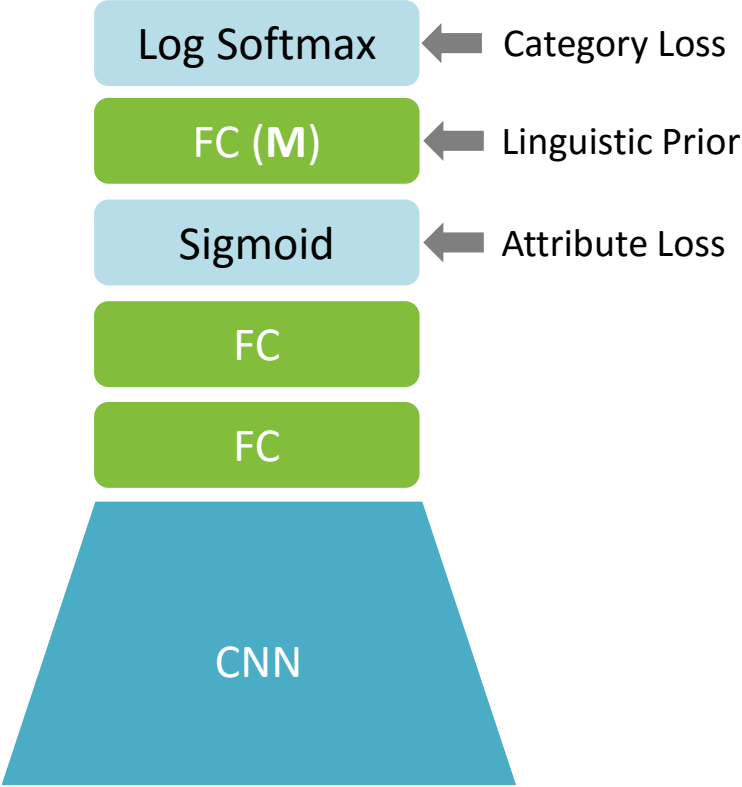 Log Softmax
Category Loss
FC (M)
Linguistic Prior
Sigmoid
Attribute Loss
FC
FC
CNN